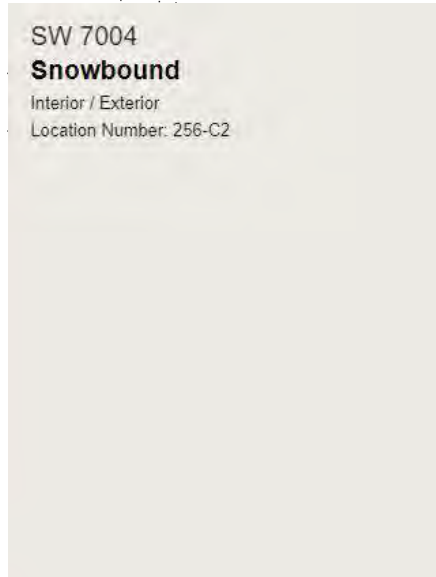 SW 7004
Snowbound
Interior / Exterior
Location Number: 256-C2